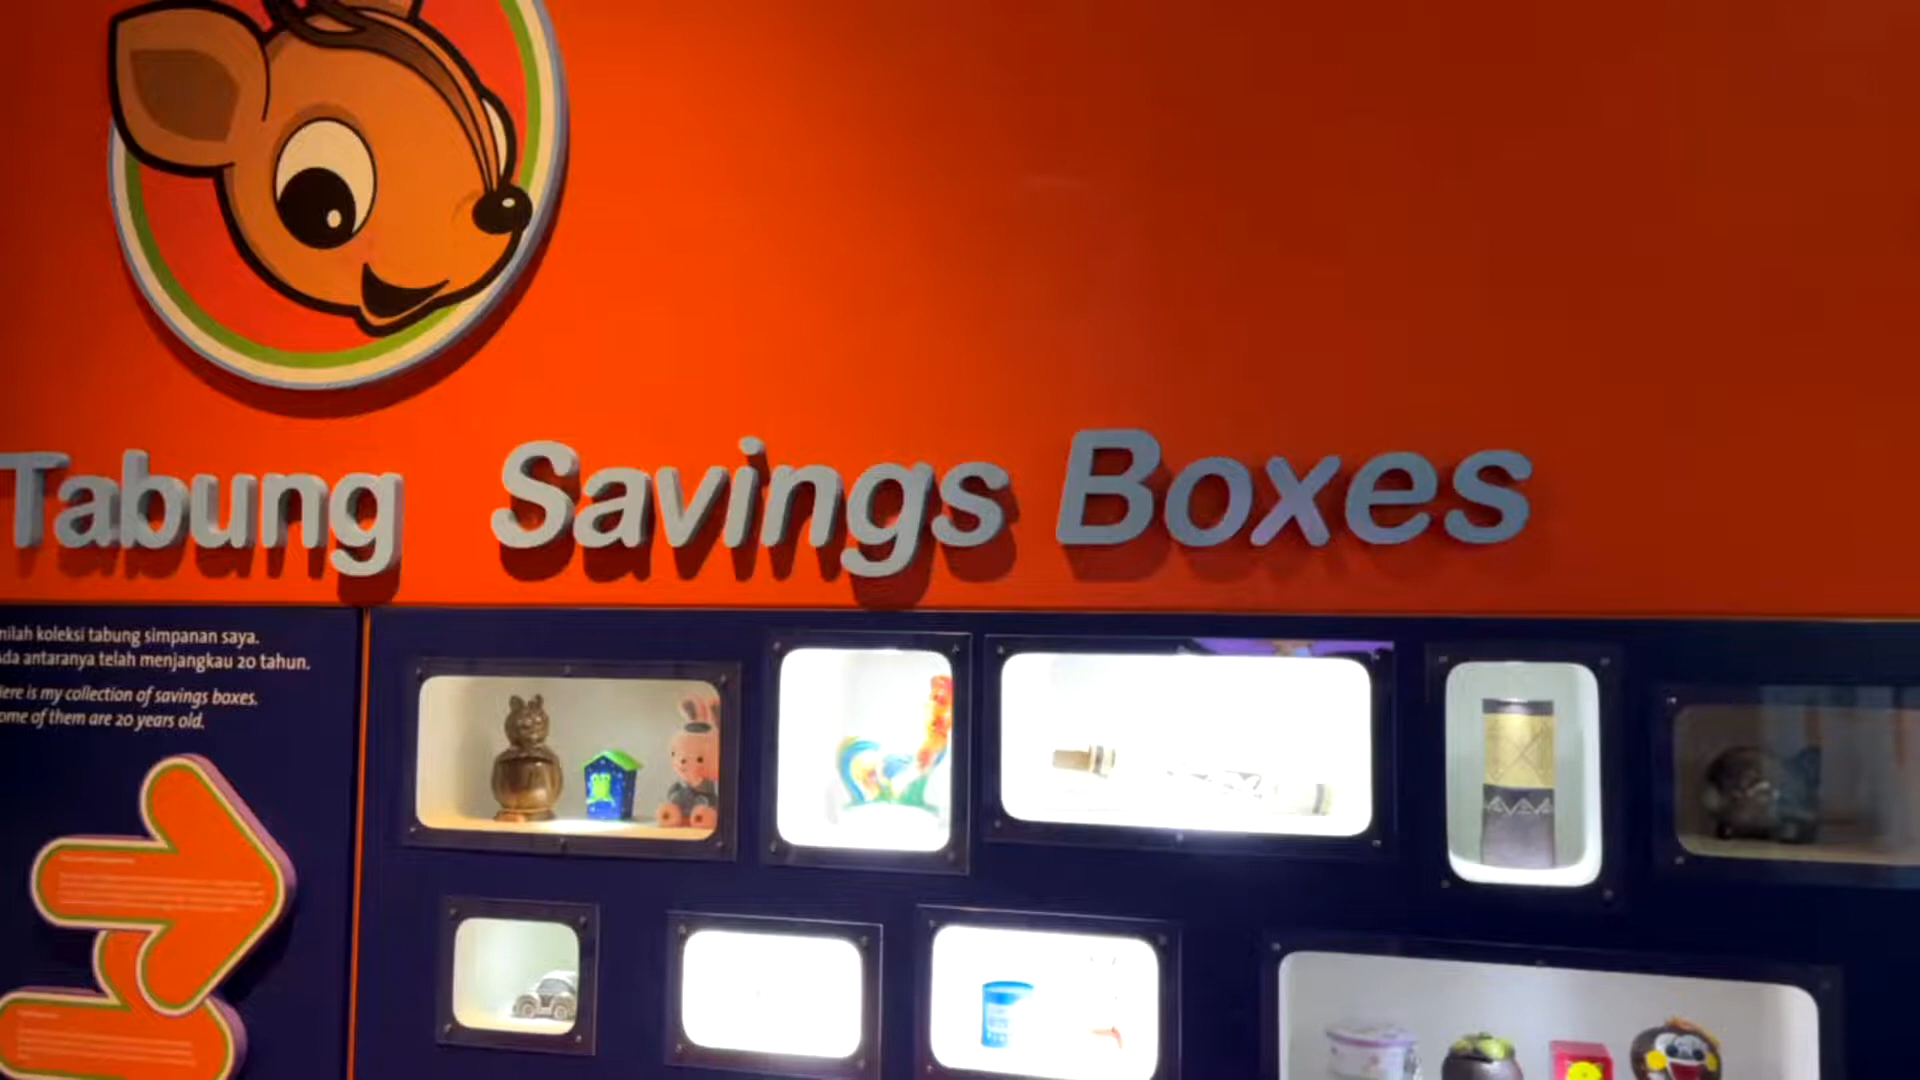 Tabung Savings Boxes
nilah koleksi tabung simpanan saya.
da antaranya telah menjangkau 20 tahun.
ere is my collection of savings boxes.
ome of them are 20 years old.